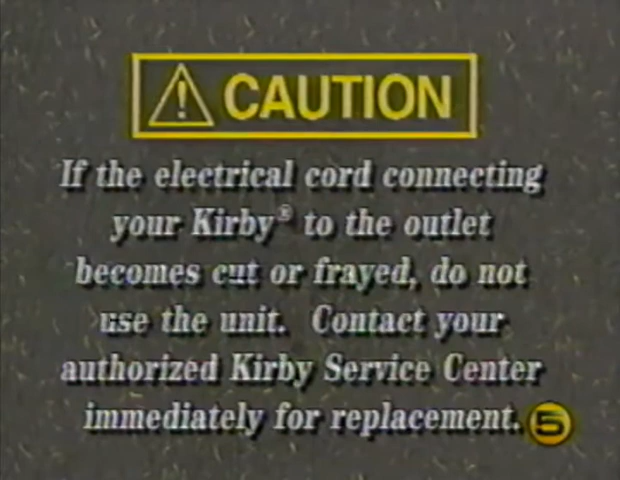 CAUTION
If the electrical cord connecting
your Kirby® to the outlet
becomes cut or frayed, do not
use the unit. Contact your
authorized Kirby Service Center
immediately for replacement.
5